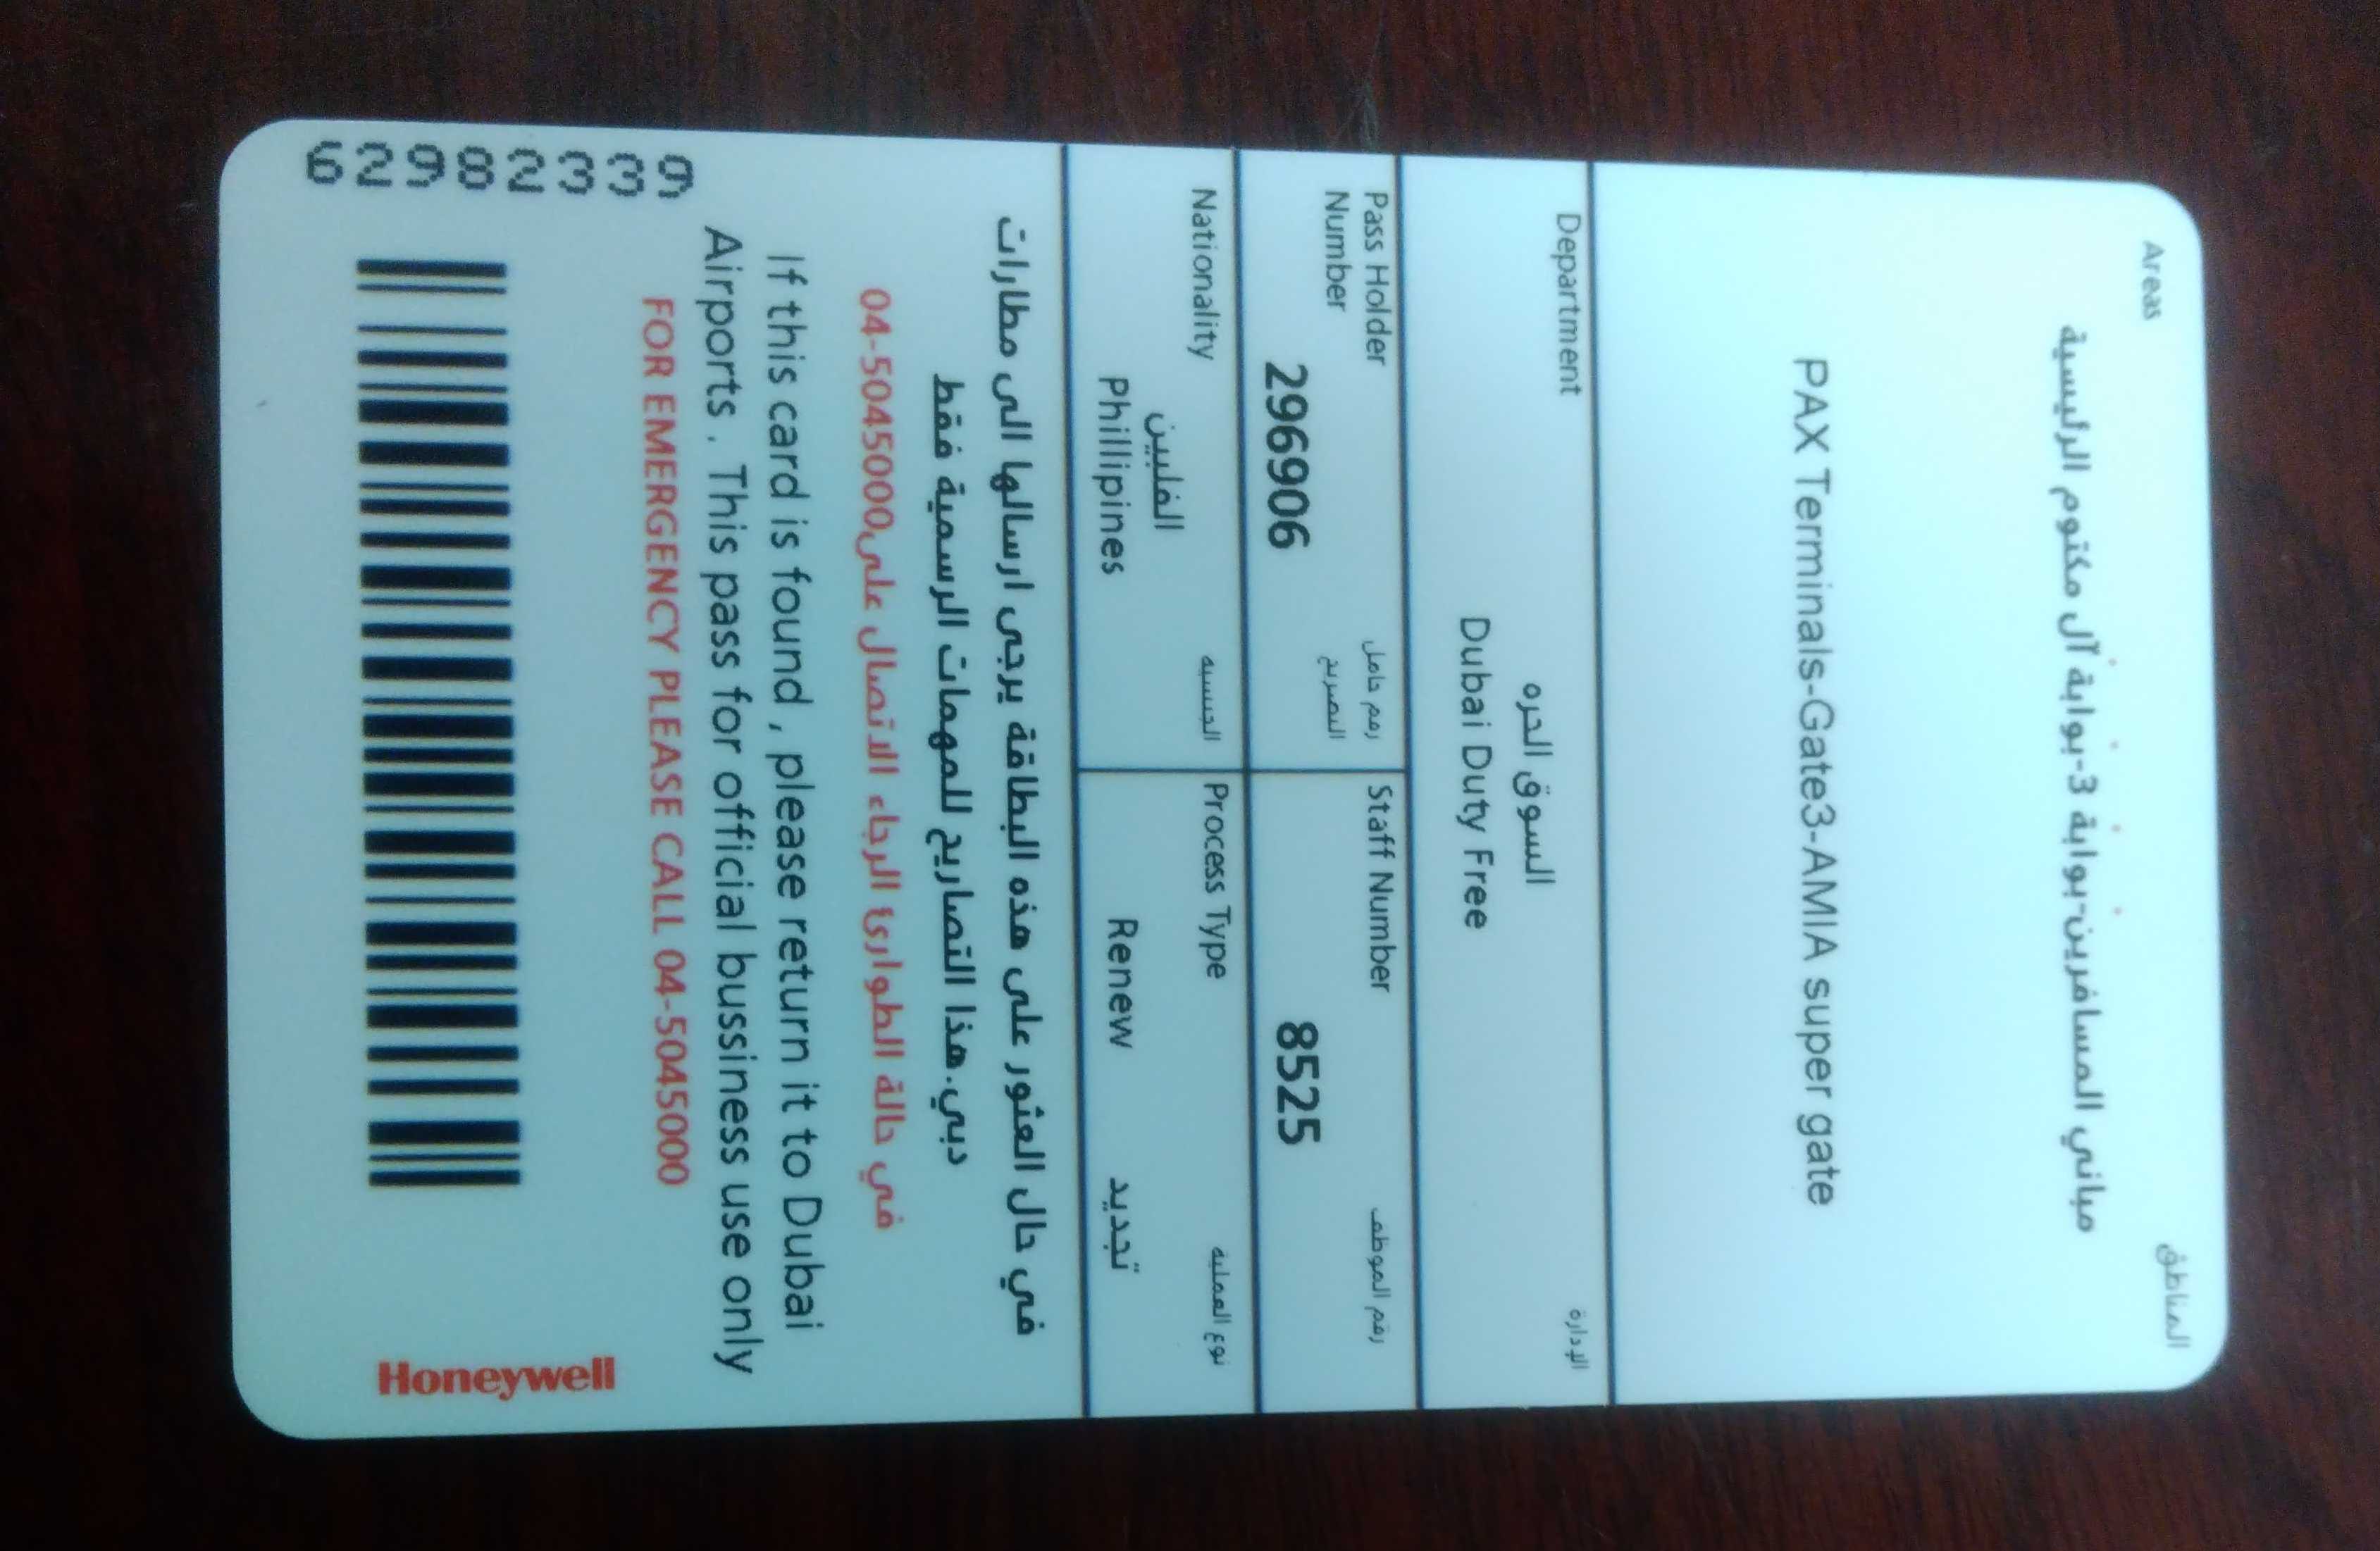 Areas المناطق
مباني المسافرين-بوابة 3-بوابة آل مكتوم الرئيسية
PAX Terminals-Gate3-AMIA super gate
Department الإدارة
السوق الحره
Dubai Duty Free
Pass Holder Number رقم حامل التصريح
296906
Staff Number رقم الموظف
8525
Nationality الجنسيه
الفلبين
Phillipines
Process Type نوع العمليه
Renew تجديد
في حال العثور على هذه البطاقة يرجى ارسالها الى مطارات
دبي.هذا التصاريح للمهمات الرسمية فقط
في حالة الطوارئ الرجاء الاتصال على04-5045000
If this card is found , please return it to Dubai
Airports . This pass for official bussiness use only
FOR EMERGENCY PLEASE CALL 04-5045000
62982339
Honeywell